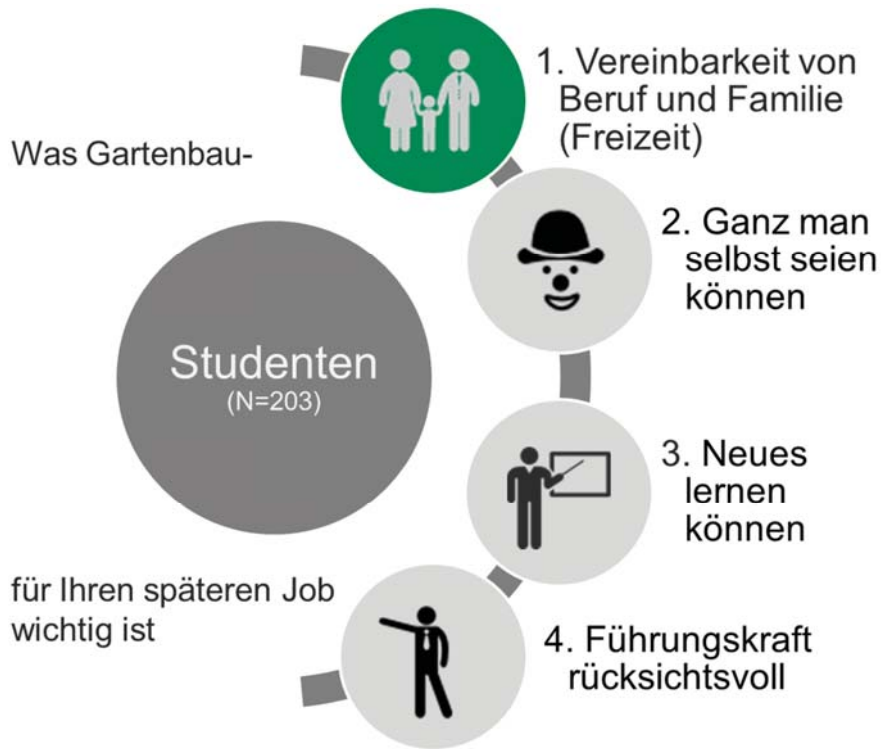 Was Gartenbau-
Studenten
(N=203)
für Ihren späteren Job
wichtig ist
1. Vereinbarkeit von
Beruf und Familie
(Freizeit)
2. Ganz man
selbst seien
können
3. Neues
lernen
können
4. Führungskraft
rücksichtsvoll